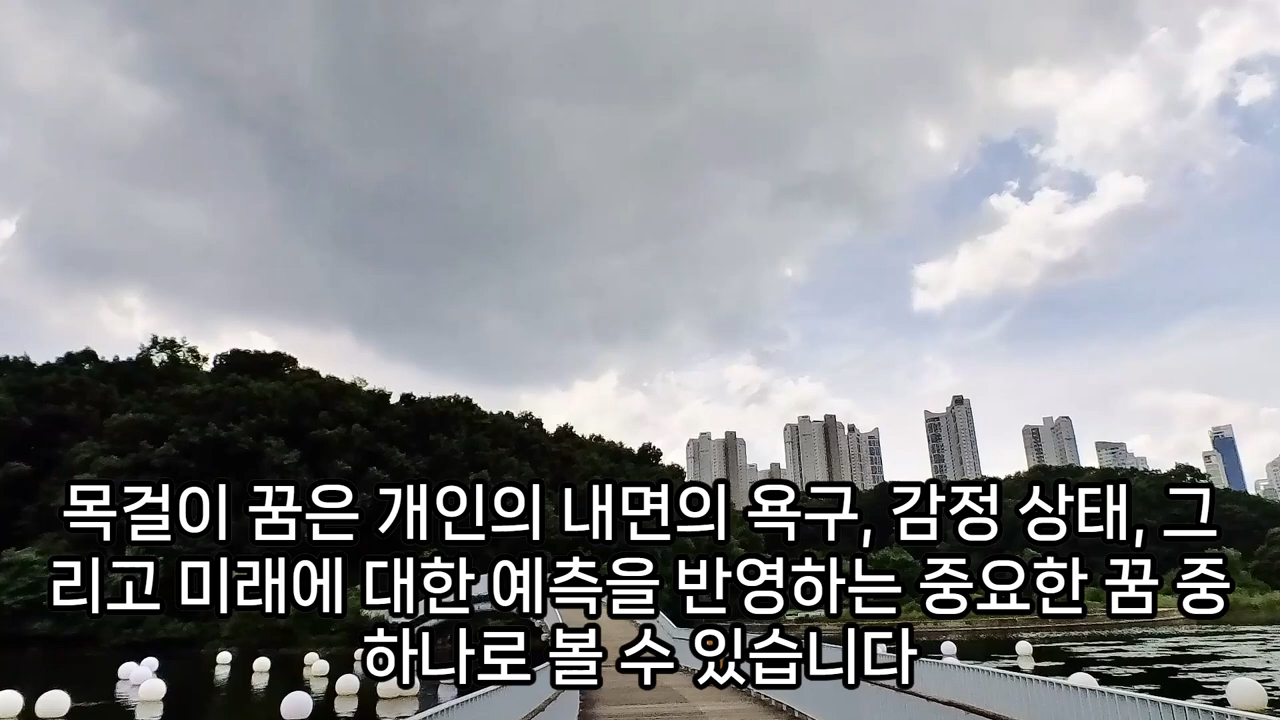 목걸이 꿈은 개인의 내면의 욕구, 감정 상태, 그
리고 미래에 대한 예측을 반영하는 중요한 꿈 중
하나로 볼 수 있습니다